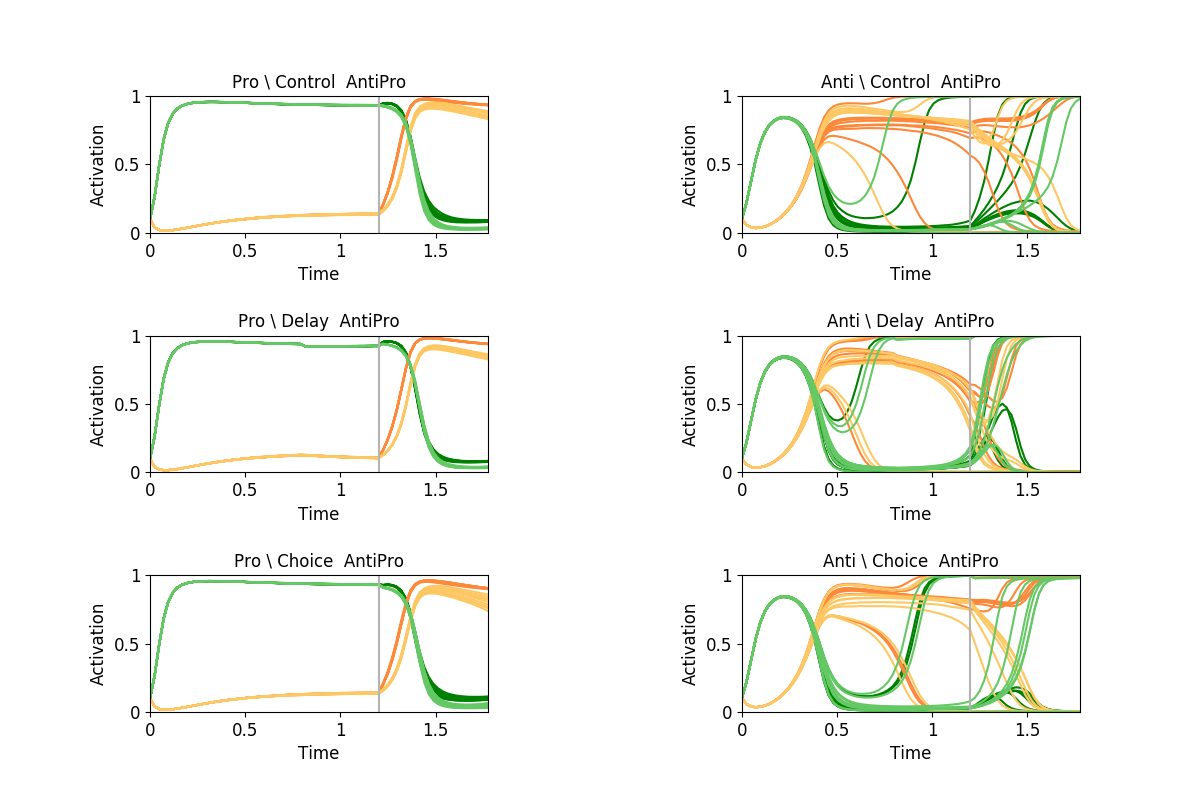 Pro \ Control  AntiPro
1
0.5
0
Activation
0
0.5
1
1.5
Time
Anti \ Control  AntiPro
1
0.5
0
Activation
0
0.5
1
1.5
Time
Pro \ Delay  AntiPro
1
0.5
0
Activation
0
0.5
1
1.5
Time
Anti \ Delay  AntiPro
1
0.5
0
Activation
0
0.5
1
1.5
Time
Pro \ Choice  AntiPro
1
0.5
0
Activation
0
0.5
1
1.5
Time
Anti \ Choice  AntiPro
1
0.5
0
Activation
0
0.5
1
1.5
Time